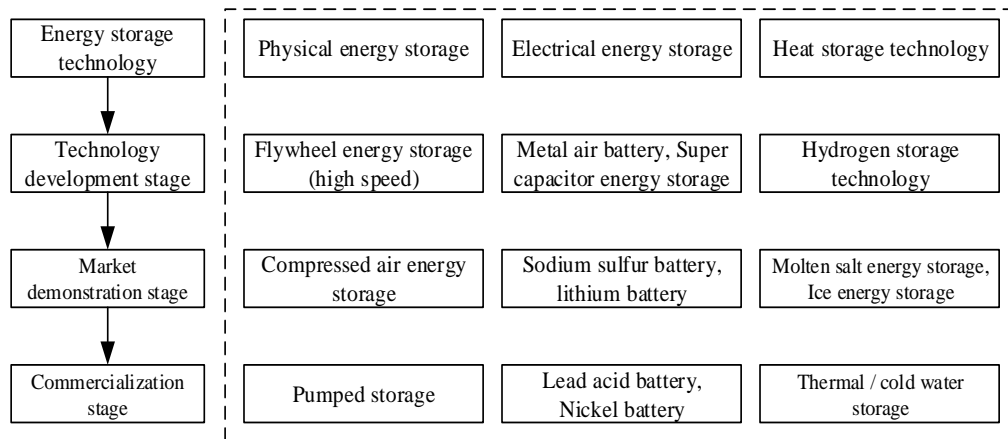 Energy storage
technology
Physical energy storage
Electrical energy storage
Heat storage technology
Technology
development stage
Flywheel energy storage
(high speed)
Metal air battery, Super
capacitor energy storage
Hydrogen storage
technology
Market
demonstration stage
Compressed air energy
storage
Sodium sulfur battery,
lithium battery
Molten salt energy storage,
Ice energy storage
Commercialization
stage
Pumped storage
Lead acid battery,
Nickel battery
Thermal / cold water
storage